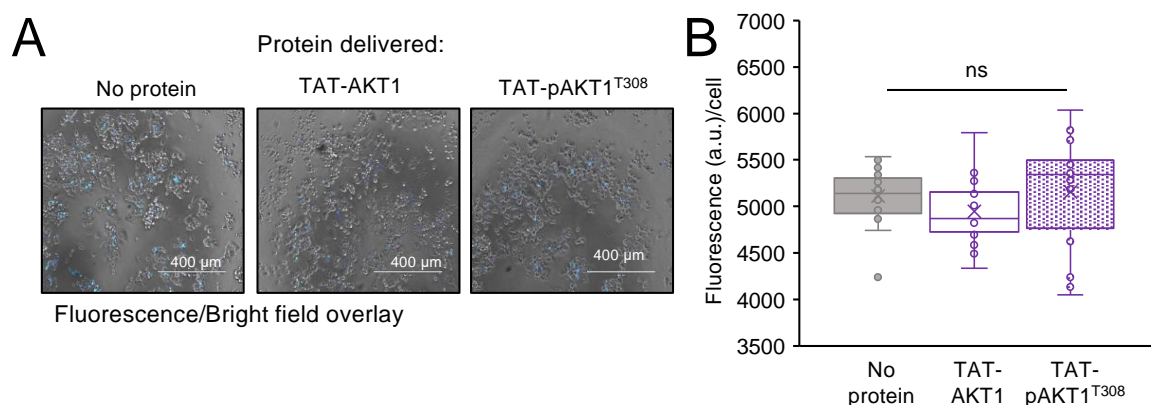 A
Protein delivered:
No protein
TAT-AKT1
TAT-pAKT1T308
400 µm
400 µm
400 µm
Fluorescence/Bright field overlay
B
Fluorescence (a.u.)/cell
7000
6500
6000
5500
5000
4500
4000
3500
ns
No
protein
TAT-
AKT1
TAT-
pAKT1T308